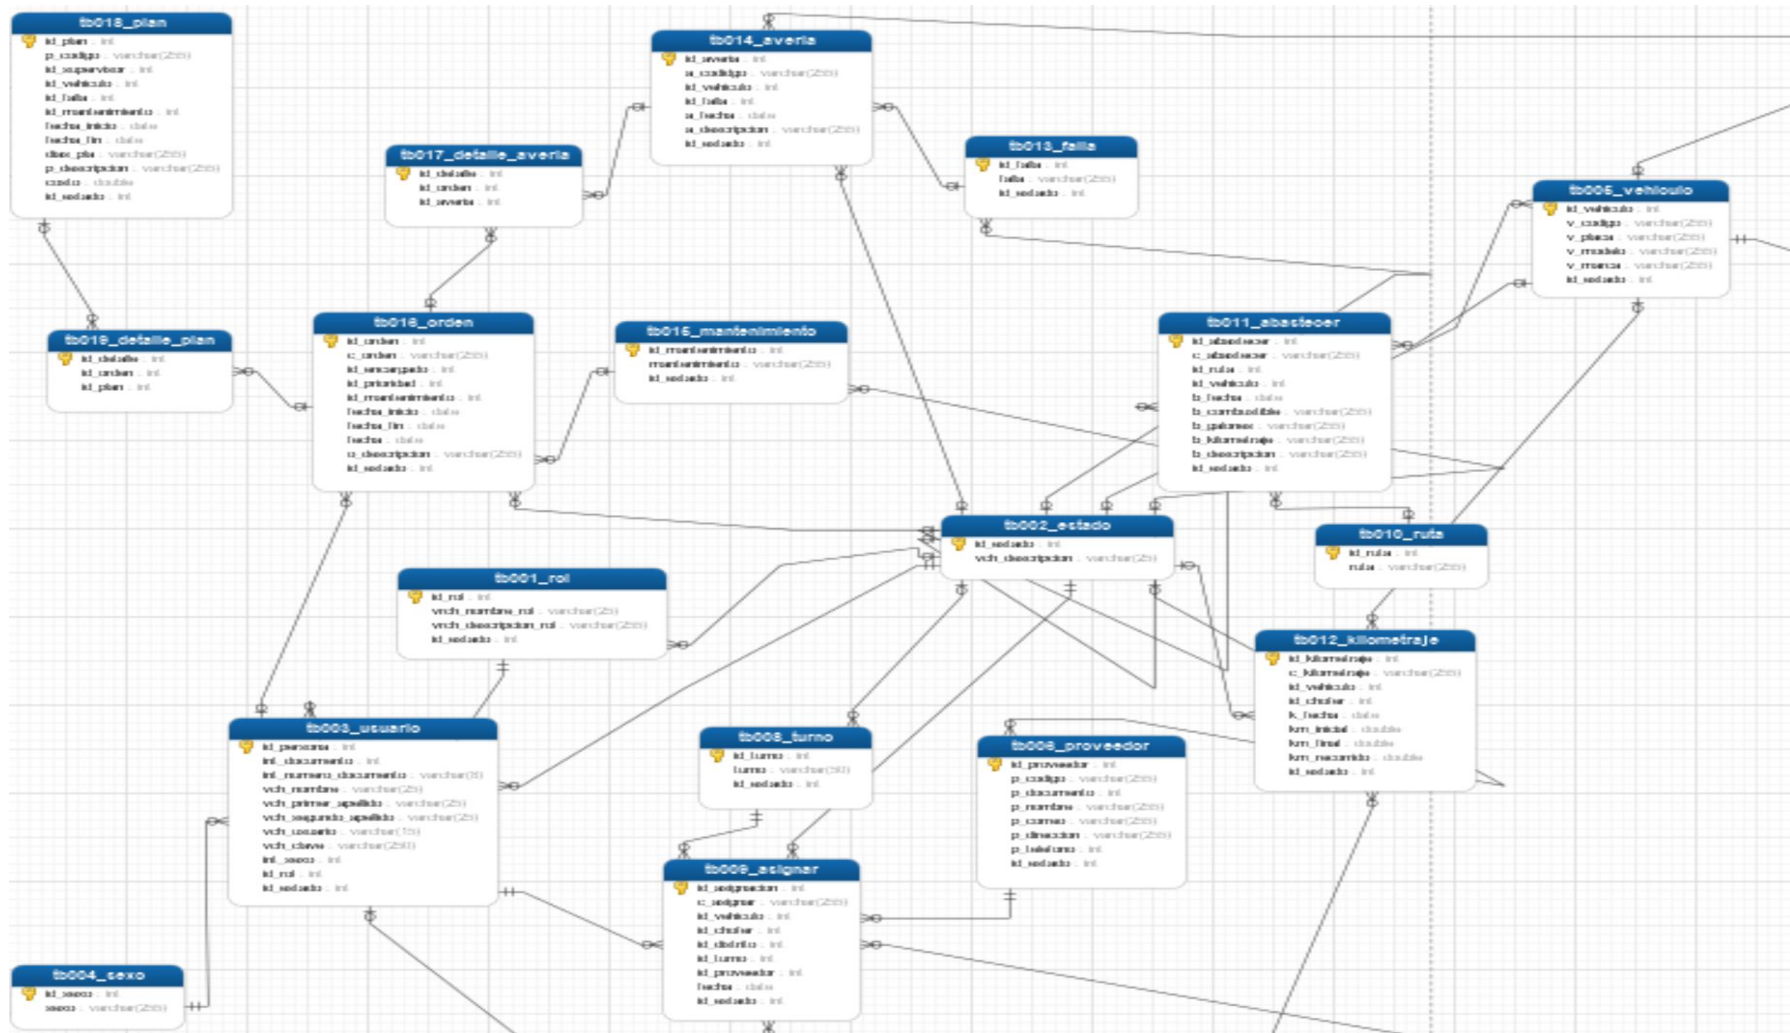 tb018_plan
id_plan : int
p_codigo : varchar(255)
id_supervisor : int
id_vehiculo : int
id_falla : int
id_mantenimiento : int
fecha_inicio : date
fecha_fin : date
dias_pla : varchar(255)
p_descripcion : varchar(255)
costo : double
id_estado : int
tb014_averia
id_averia : int
a_codidgo : varchar(255)
id_vehiculo : int
id_falla : int
a_fecha : date
a_descripcion : varchar(255)
id_estado : int
tb017_detalle_averia
id_detalle : int
id_orden : int
id_averia : int
tb013_falla
id_falla : int
falla : varchar(255)
id_estado : int
tb005_vehiculo
id_vehiculo : int
v_codigo : varchar(255)
v_placa : varchar(255)
v_modelo : varchar(255)
v_marca : varchar(255)
id_estado : int
tb019_detalle_plan
id_detalle : int
id_orden : int
id_plan : int
tb016_orden
id_orden : int
c_orden : varchar(255)
id_encargado : int
id_prioridad : int
id_mantenimiento : int
fecha_inicio : date
fecha_fin : date
fecha : date
o_descripcion : varchar(255)
id_estado : int
tb015_mantenimiento
id_mantenimiento : int
mantenimiento : varchar(255)
id_estado : int
tb011_abastecer
id_abastecer : int
c_abastecer : varchar(255)
id_ruta : int
id_vehiculo : int
b_fecha : date
b_combustible : varchar(255)
b_galones : varchar(255)
b_kilometraje : varchar(255)
b_descripcion : varchar(255)
id_estado : int
tb002_estado
id_estado : int
vch_descripcion : varchar(25)
tb010_ruta
id_ruta : int
ruta : varchar(255)
tb001_rol
id_rol : int
vnch_nombre_rol : varchar(25)
vnch_descripcion_rol : varchar(255)
id_estado : int
tb012_kilometraje
id_kilometraje : int
c_kilometraje : varchar(255)
id_vehiculo : int
id_chofer : int
k_fecha : date
km_inicial : double
km_final : double
km_recorrido : double
id_estado : int
tb003_usuario
id_persona : int
int_documento : int
int_numero_documento : varchar(8)
vch_nombre : varchar(25)
vch_primer_apellido : varchar(25)
vch_segundo_apellido : varchar(25)
vch_usuario : varchar(15)
vch_clave : varchar(250)
int_sexo : int
id_rol : int
id_estado : int
tb008_turno
id_turno : int
turno : varchar(50)
id_estado : int
tb006_proveedor
id_proveedor : int
p_codigo : varchar(255)
p_documento : int
p_nombre : varchar(255)
p_correo : varchar(255)
p_direccion : varchar(255)
p_telefono : int
id_estado : int
tb009_asignar
id_asignacion : int
c_asignar : varchar(255)
id_vehiculo : int
id_chofer : int
id_distrito : int
id_turno : int
id_proveedor : int
fecha : date
id_estado : int
tb004_sexo
id_sexo : int
sexo : varchar(255)